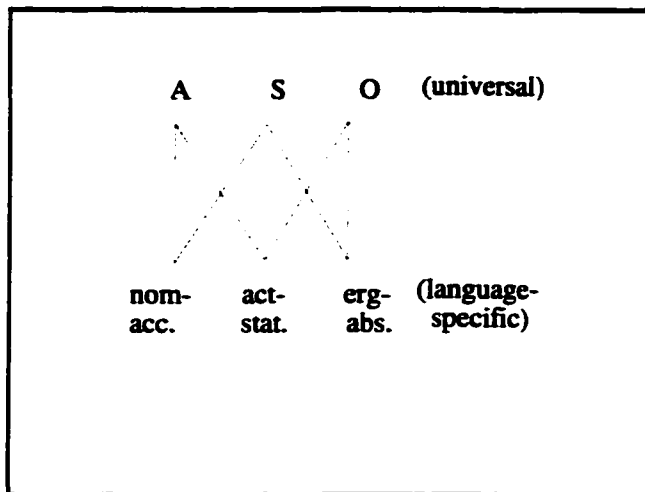 A S O (universal)
nom- act- erg- (language-
acc. stat. abs. specific)